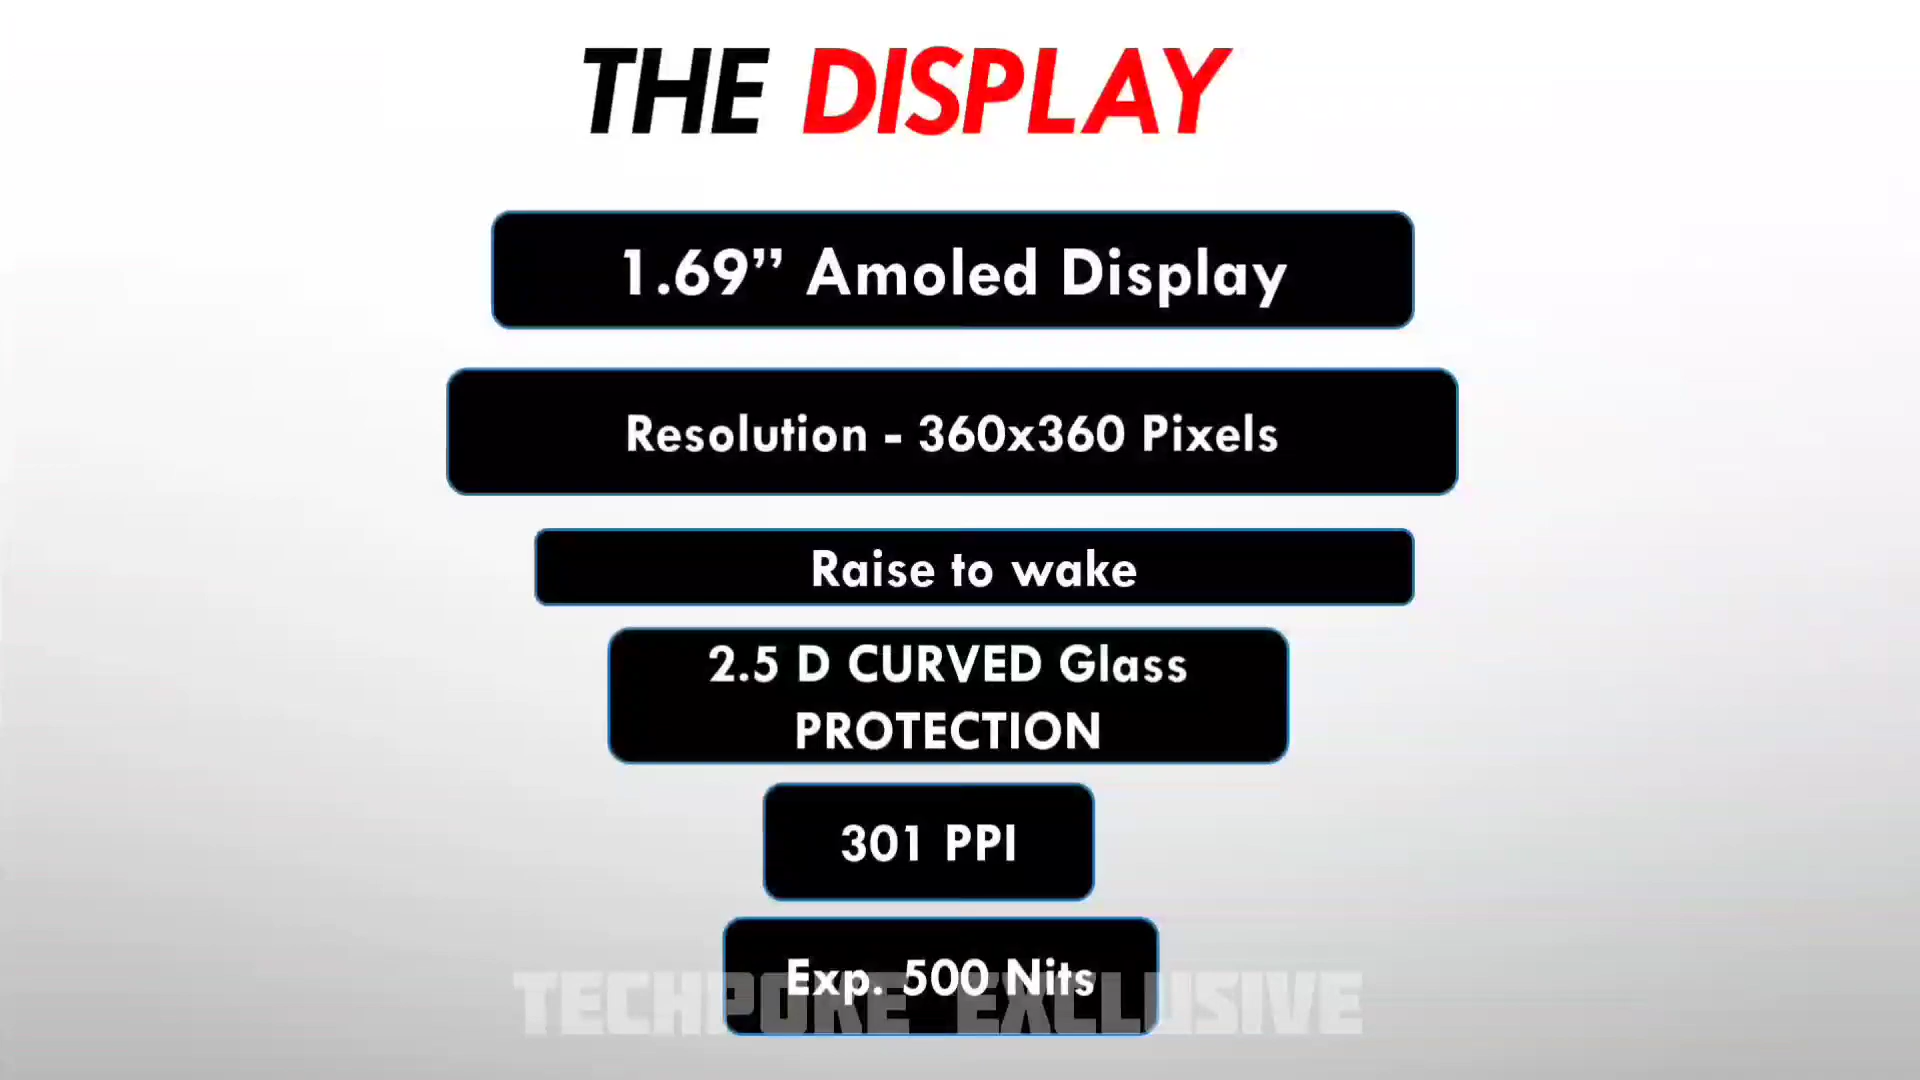 THE DISPLAY
1.69” Amoled Display
Resolution - 360x360 Pixels
Raise to wake
2.5 D CURVED Glass
PROTECTION
301 PPI
Exp. 500 Nits
TECHPOKE EXCLUSIVE